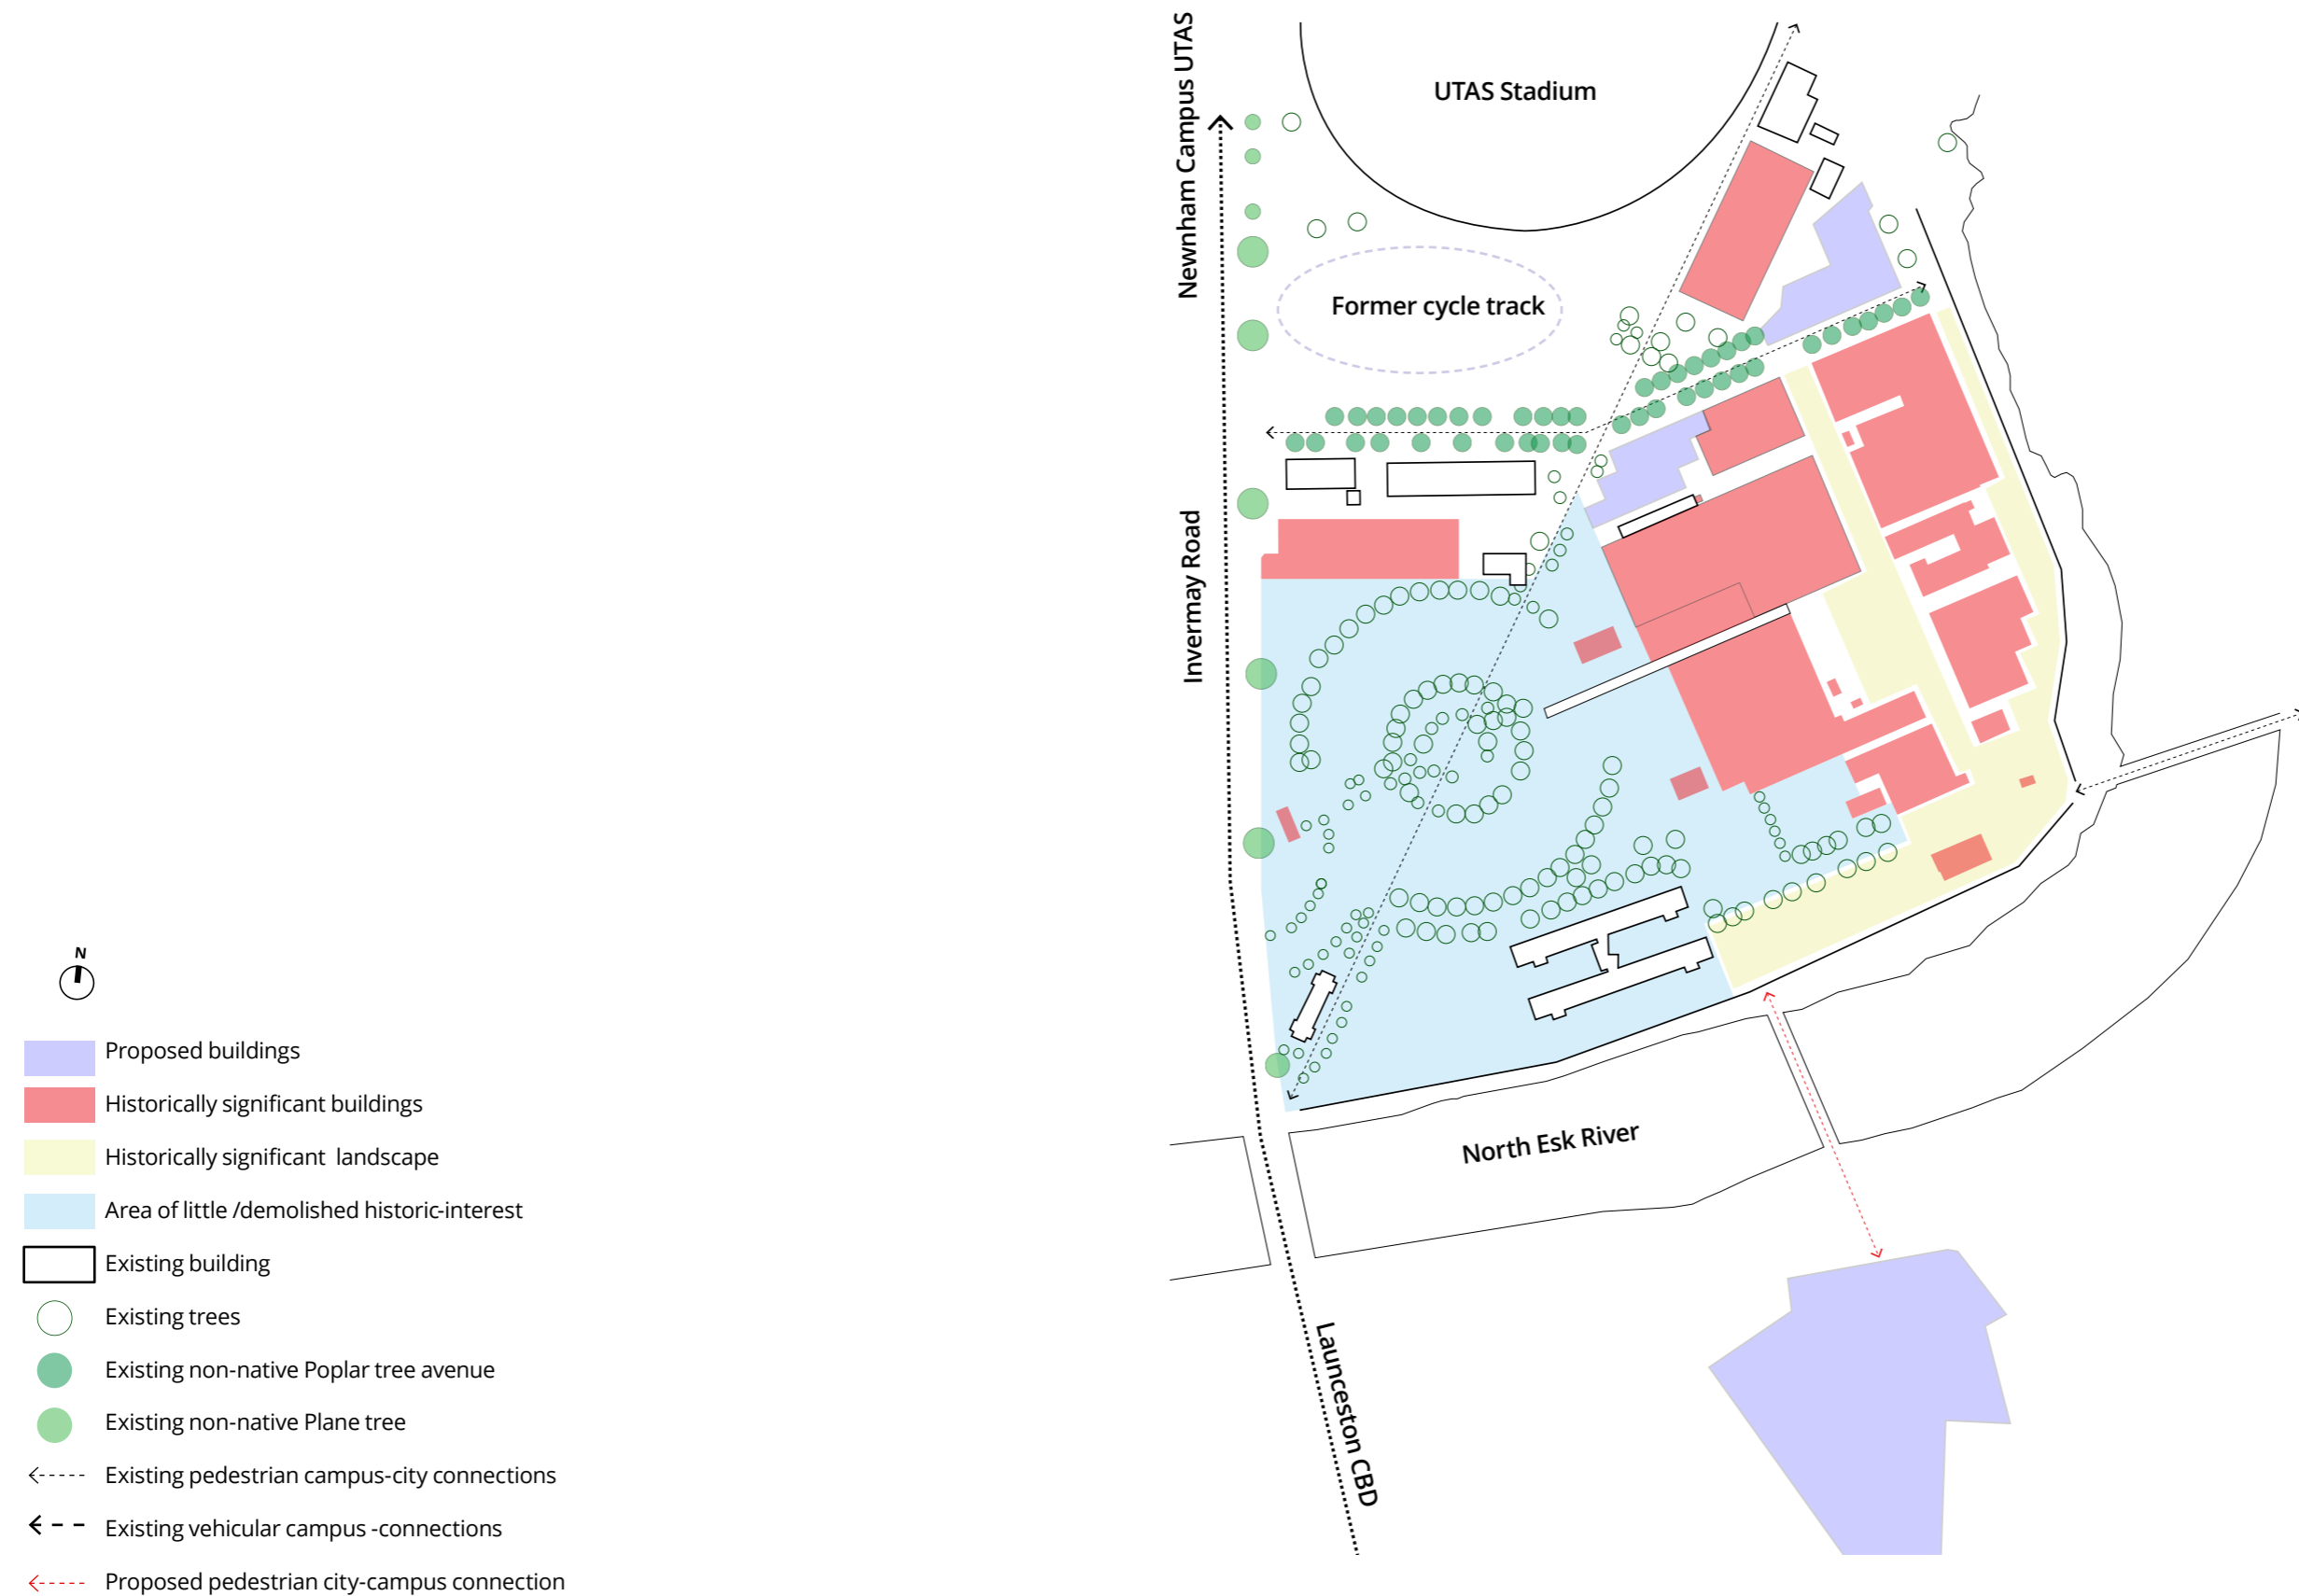 Newnham Campus UTAS
UTAS Stadium
Former cycle track
Invermay Road
North Esk River
Launceston CBD
N
Proposed buildings
Historically significant buildings
Historically significant  landscape
Area of little /demolished historic-interest
Existing building
Existing trees
Existing non-native Poplar tree avenue
Existing non-native Plane tree
Existing pedestrian campus-city connections
Existing vehicular campus -connections
Proposed pedestrian city-campus connection